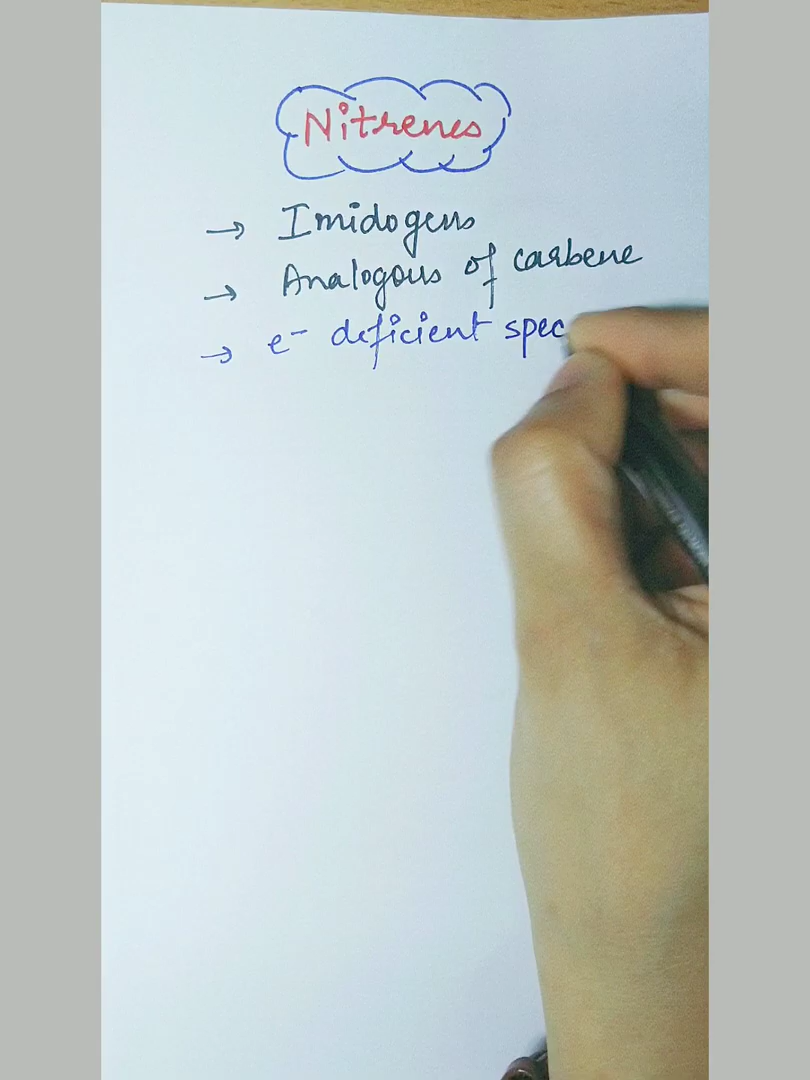 Nitrenes
→ Imidogens
→ Analogous of carbene
→ e⁻ deficient spec